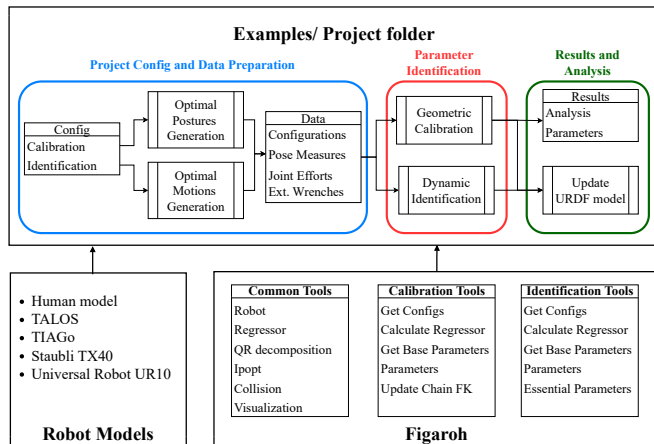 Examples/ Project folder
Project Config and Data Preparation
Parameter
Identification
Results and
Analysis
Config
Calibration
Identification
Optimal
Postures
Generation
Optimal
Motions
Generation
Data
Configurations
Pose Measures
Joint Efforts
Ext. Wrenches
Geometric
Calibration
Dynamic
Identification
Results
Analysis
Parameters
Update
URDF model
• Human model
• TALOS
• TIAGo
• Staubli TX40
• Universal Robot UR10
Robot Models
Common Tools
Robot
Regressor
QR decomposition
Ipopt
Collision
Visualization
Calibration Tools
Get Configs
Calculate Regressor
Get Base Parameters
Parameters
Update Chain FK
Identification Tools
Get Configs
Calculate Regressor
Get Base Parameters
Parameters
Essential Parameters
Figaroh